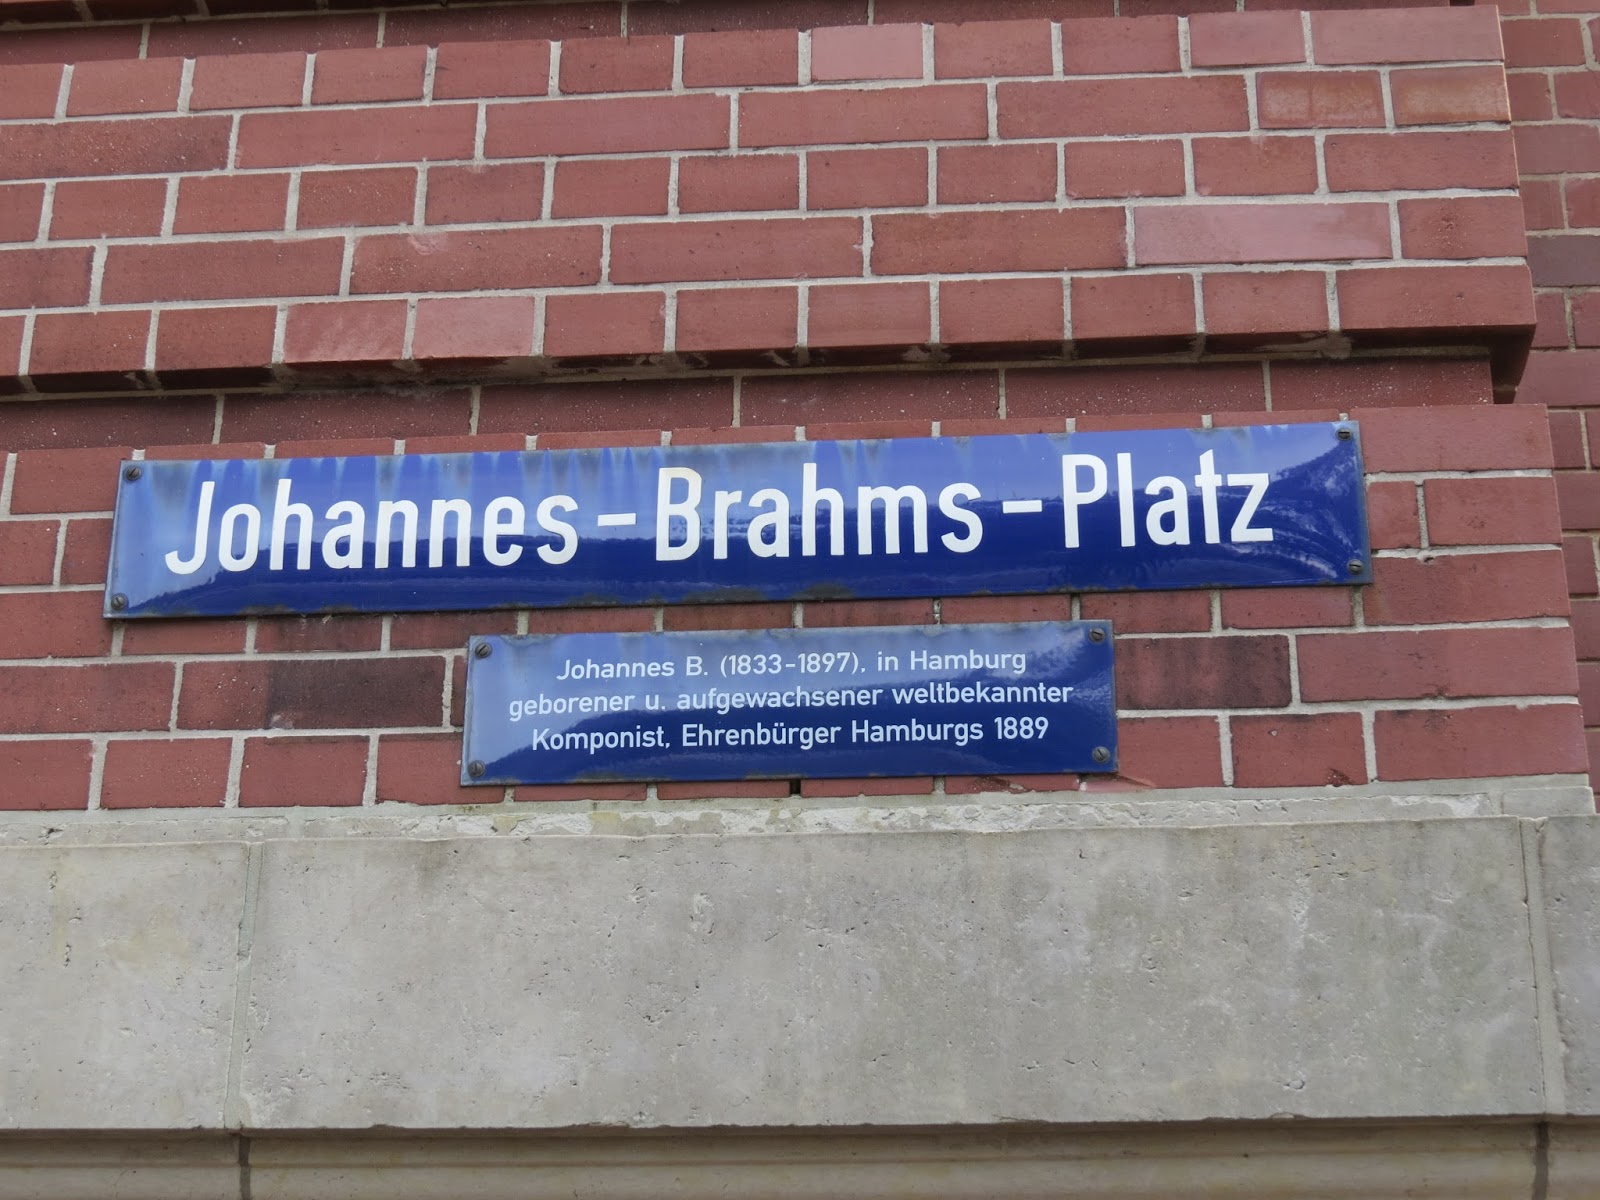 Johannes-Brahms-Platz
Johannes B. (1833-1897), in Hamburg
geborener u. aufgewachsener weltbekannter
Komponist, Ehrenbürger Hamburgs 1889